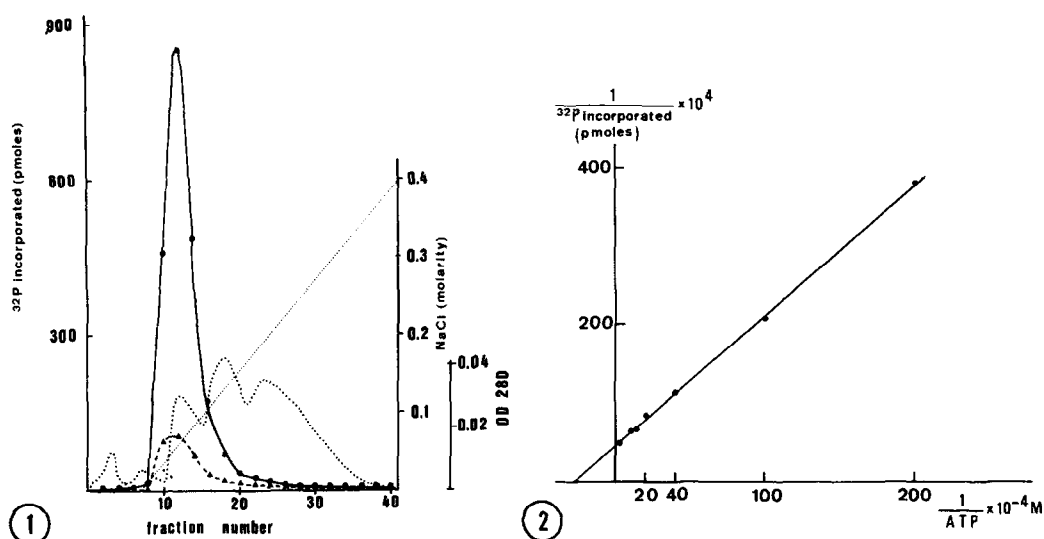 900
600
300
32P incorporated (pmoles)
10
20
30
40
fraction number
0.4
0.3
0.2
0.1
NaCl (molarity)
0.04
0.02
OD 280
1
1
32P incorporated
(pmoles)
×10 4
400
200
20 40
100
200
1
ATP
×10-4 M
2